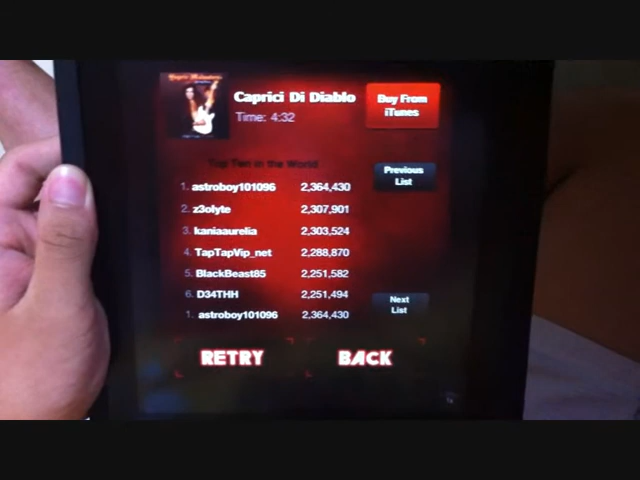 Caprici Di Diablo
Time: 4:32
Buy From
iTunes
Top Ten in the World
Previous
List
1. astroboy101096 2,364,430
2. z3olyte 2,307,901
3. kaniaaurelia 2,303,524
4. TapTapVip_net 2,288,870
5. BlackBeast85 2,251,582
6. D34THH 2,251,494
1. astroboy101096 2,364,430
Next
List
RETRY BACK